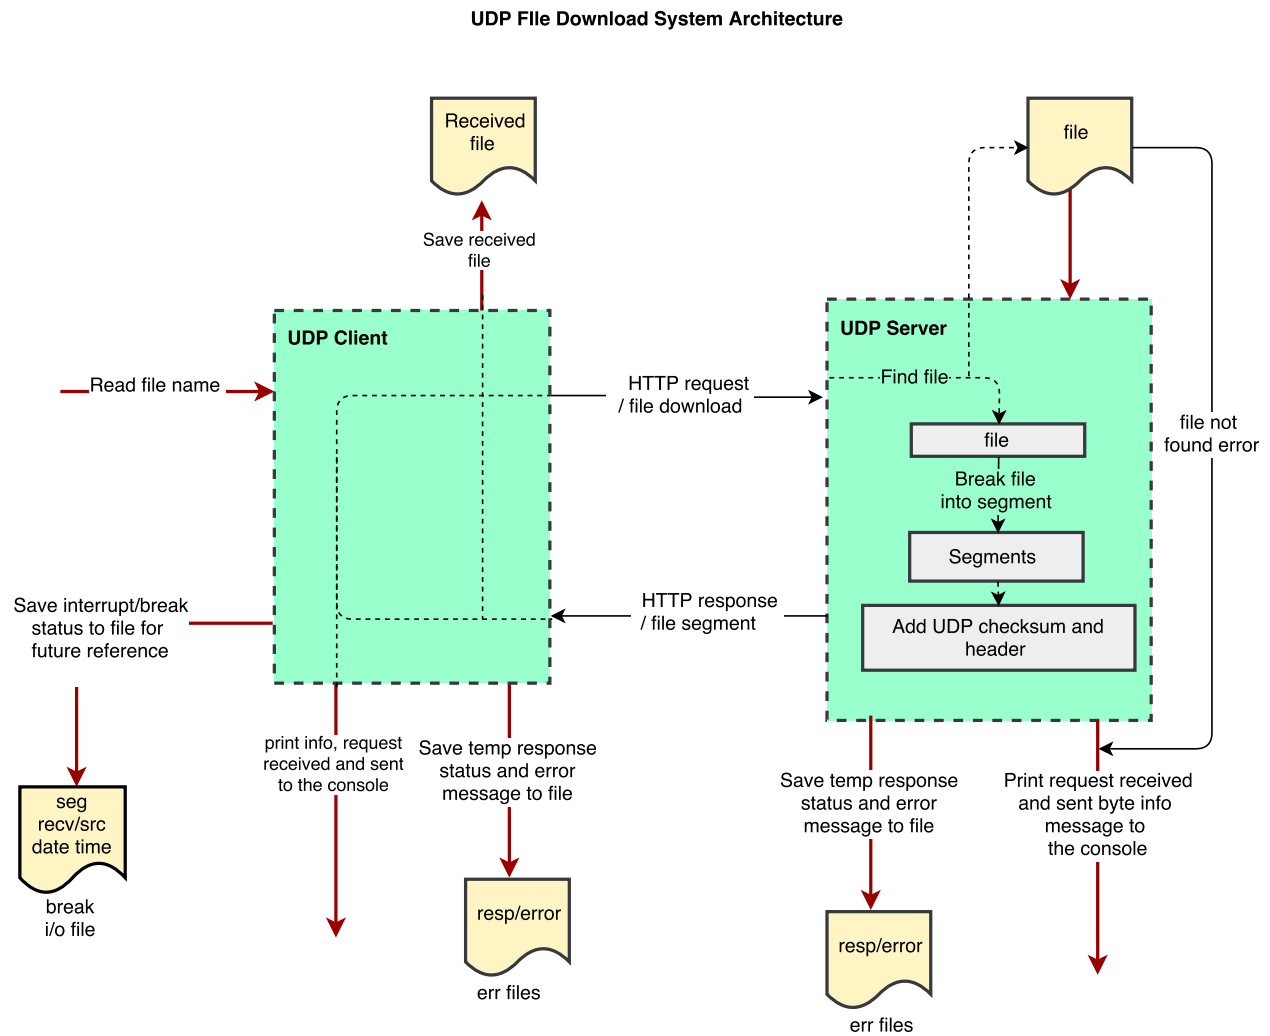 UDP FIle Download System Architecture
Received
file
file
Save received
file
UDP Client
UDP Server
Read file name
HTTP request
/ file download
Find file
file
file not
found error
Break file
into segment
Segments
HTTP response
/ file segment
Add UDP checksum and
header
Save interrupt/break
status to file for
future reference
print info, request
received and sent
to the console
Save temp response
status and error
message to file
Save temp response
status and error
message to file
Print request received
and sent byte info
message to
the console
seg
recv/src
date time
break
i/o file
resp/error
err files
resp/error
err files